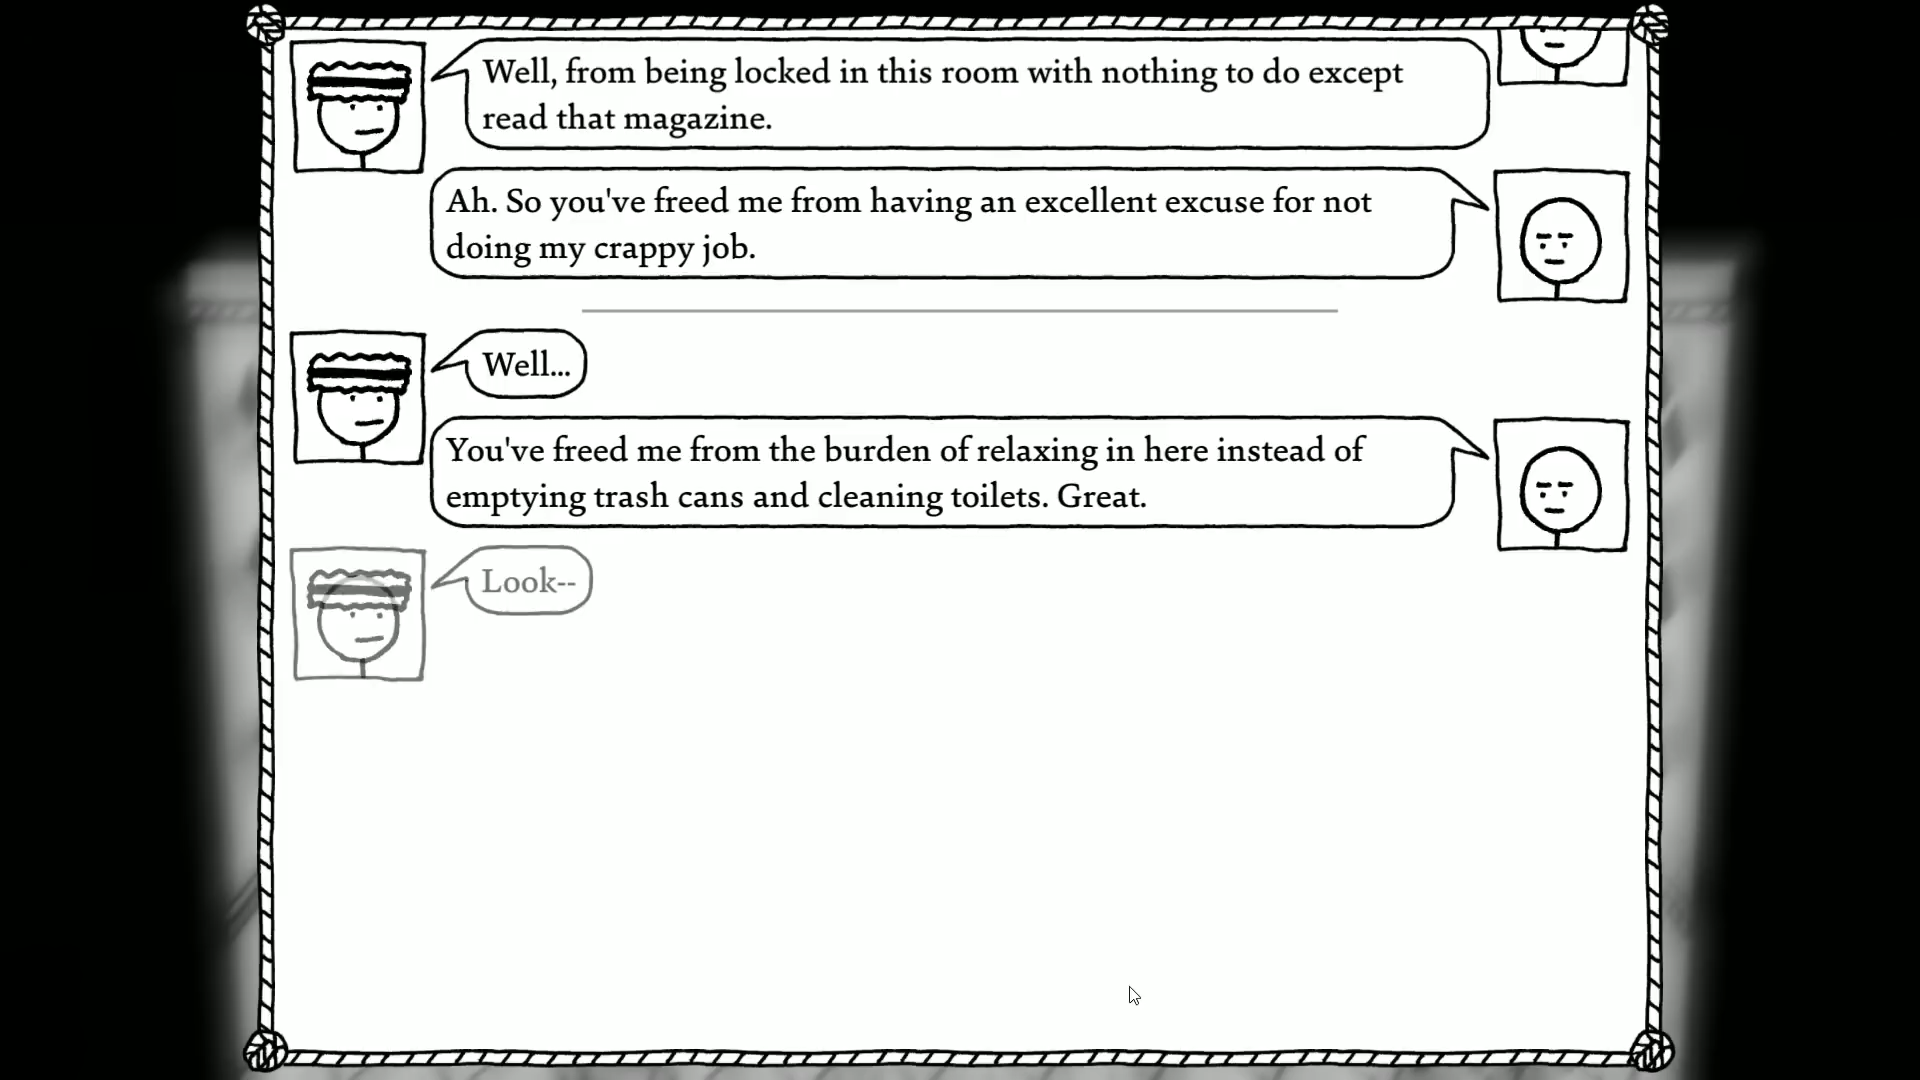 Well, from being locked in this room with nothing to do except
read that magazine.
Ah. So you've freed me from having an excellent excuse for not
doing my crappy job.
Well...
You've freed me from the burden of relaxing in here instead of
emptying trash cans and cleaning toilets. Great.
Look--